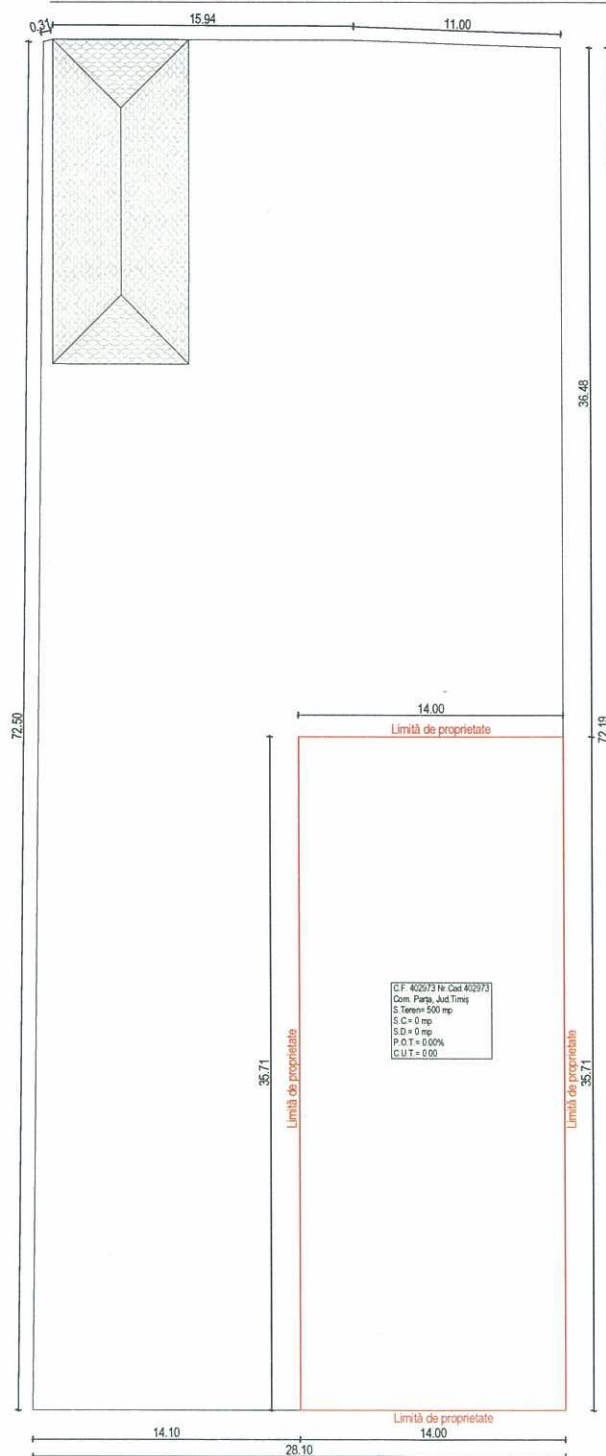 0.31
15.94
11.00
36.48
72.50
72.19
14.00
Limită de proprietate
35.71
Limită de proprietate
C.F. 402973 Nr.Cad.402973
Com. Parța, Jud.Timiș
S.Teren= 500 mp
S.C.= 0 mp
S.D.= 0 mp
P.O.T.= 0.00%
C.U.T.= 0.00
Limită de proprietate
35.71
Limită de proprietate
14.10
14.00
28.10